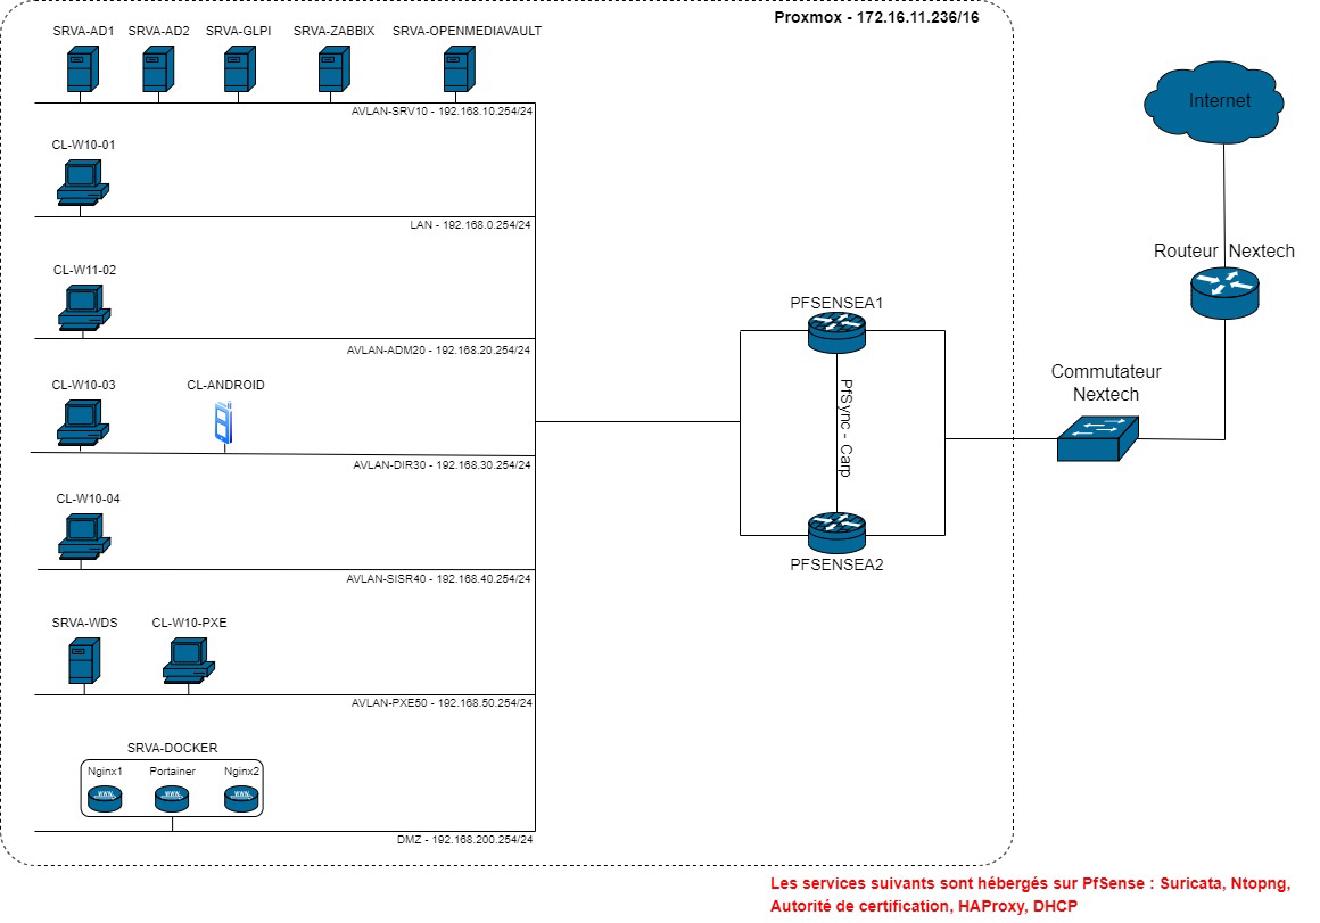 Proxmox - 172.16.11.236/16
SRVA-AD1
SRVA-AD2
SRVA-GLPI
SRVA-ZABBIX
SRVA-OPENMEDIAVAULT
AVLAN-SRV10 - 192.168.10.254/24
CL-W10-01
LAN - 192.168.0.254/24
CL-W11-02
AVLAN-ADM20 - 192.168.20.254/24
CL-W10-03
CL-ANDROID
AVLAN-DIR30 - 192.168.30.254/24
CL-W10-04
AVLAN-SISR40 - 192.168.40.254/24
SRVA-WDS
CL-W10-PXE
AVLAN-PXE50 - 192.168.50.254/24
SRVA-DOCKER
Nginx1
Portainer
Nginx2
WWW
WWW
WWW
DMZ - 192.168.200.254/24
PFSENSEA1
PfSync - Carp
PFSENSEA2
Internet
Routeur Nextech
Commutateur
Nextech
Les services suivants sont hébergés sur PfSense : Suricata, Ntopng,
Autorité de certification, HAProxy, DHCP